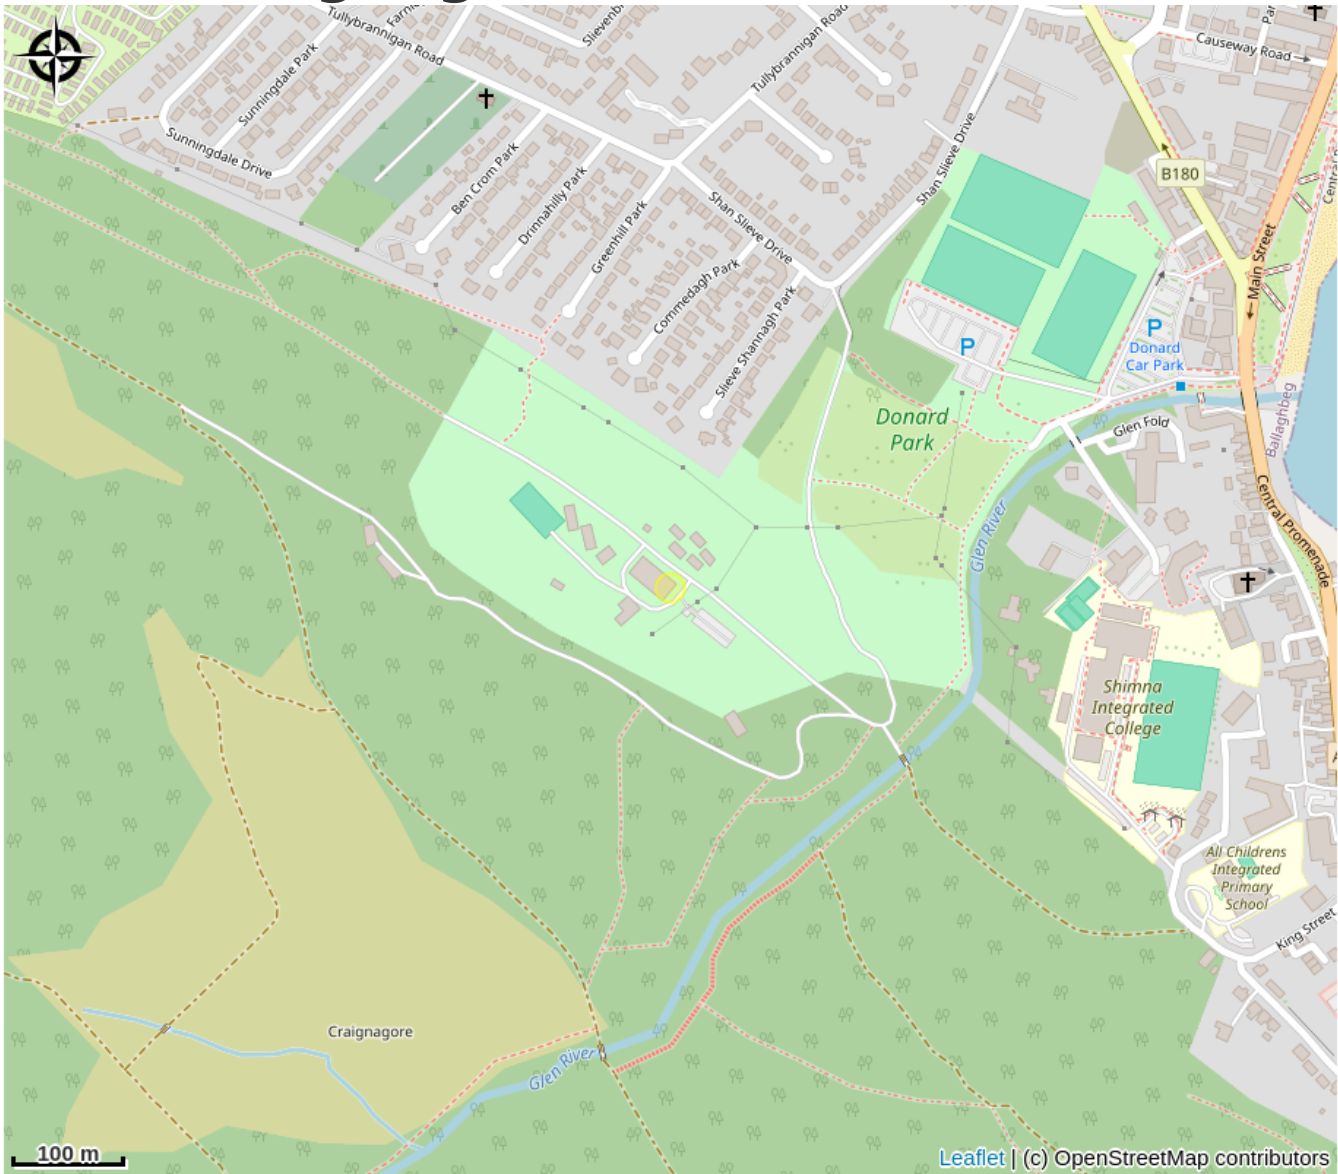 Tullybrannigan Road
Sunningdale Park
Sunningdale Drive
Tullybrannigan Road
Causeway Road
Shan Slieve Drive
B180
Ben Crom Park
Drinnahilly Park
Greenhill Park
Shan Slieve Drive
Commedagh Park
Slieve Shannagh Park
Main Street
P
P
Donard
Car Park
Donard
Park
Glen Fold
Ballaghbeg
Central Promenade
Glen River
Shimna
Integrated
College
All Childrens
Integrated
Primary
School
King Street
Craignagore
Glen River
100 m
Leaflet | (c) OpenStreetMap contributors